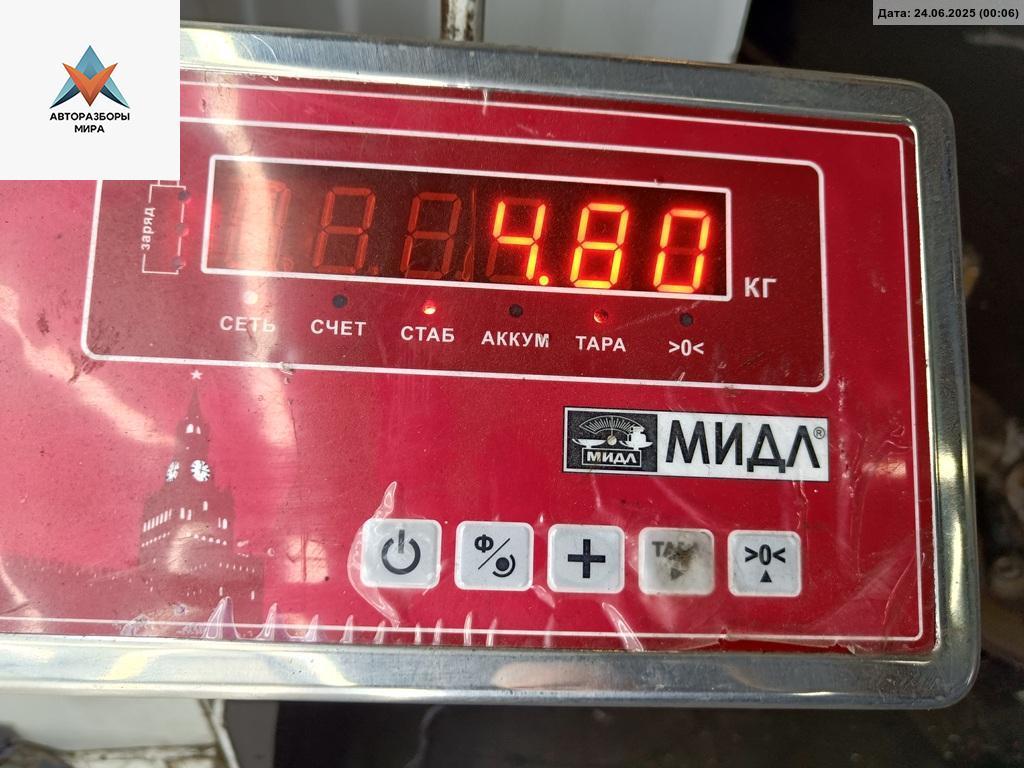 Дата: 24.06.2025 (00:06)
АВТОРАЗБОРЫ
МИРА
заряд
4.80
КГ
СЕТЬ СЧЕТ СТАБ АККУМ ТАРА >0<
МИДЛ
МИДЛ®
Ф
>0<